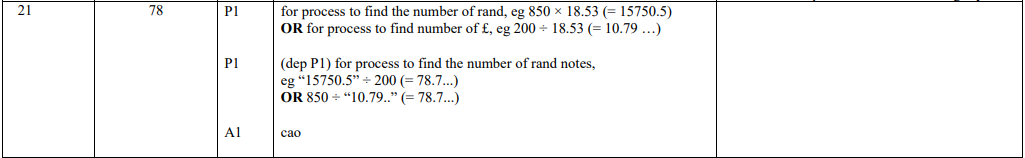 21 78 P1 for process to find the number of rand, eg 850 × 18.53 (= 15750.5)
OR for process to find number of £, eg 200 ÷ 18.53 (= 10.79 …)
P1 (dep P1) for process to find the number of rand notes,
eg “15750.5” ÷ 200 (= 78.7...)
OR 850 ÷ “10.79..” (= 78.7...)
A1 cao